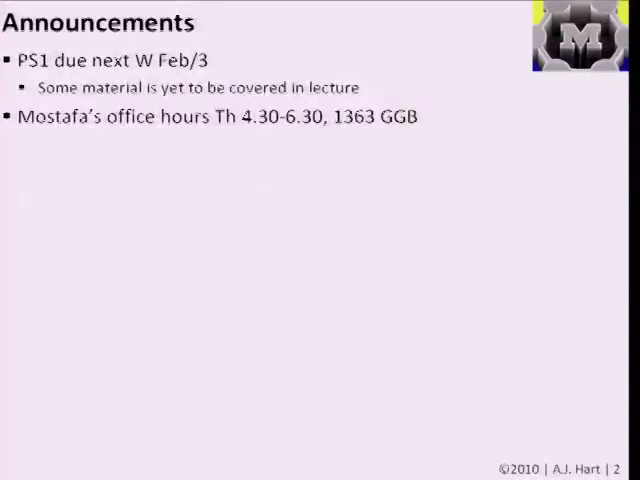 Announcements
M
▪ PS1 due next W Feb/3
▪ Some material is yet to be covered in lecture
▪ Mostafa's office hours Th 4.30-6.30, 1363 GGB
©2010 | A.J. Hart | 2